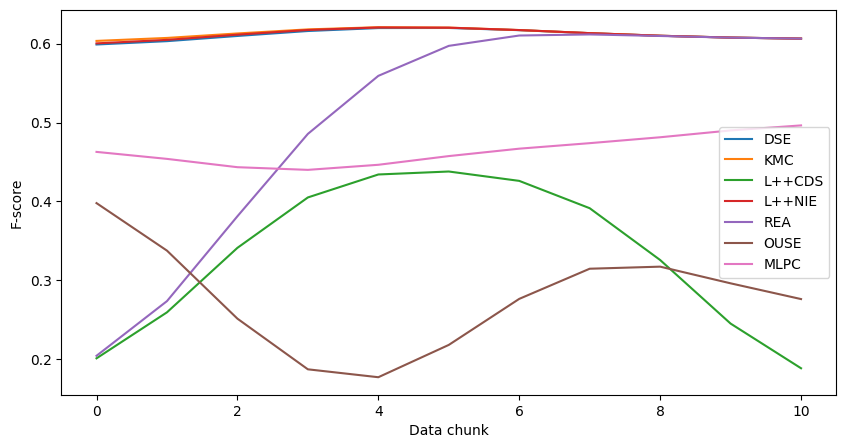 0.6
0.5
0.4
0.3
0.2
F-score
0
2
4
6
8
10
Data chunk
DSE
KMC
L++CDS
L++NIE
REA
OUSE
MLPC